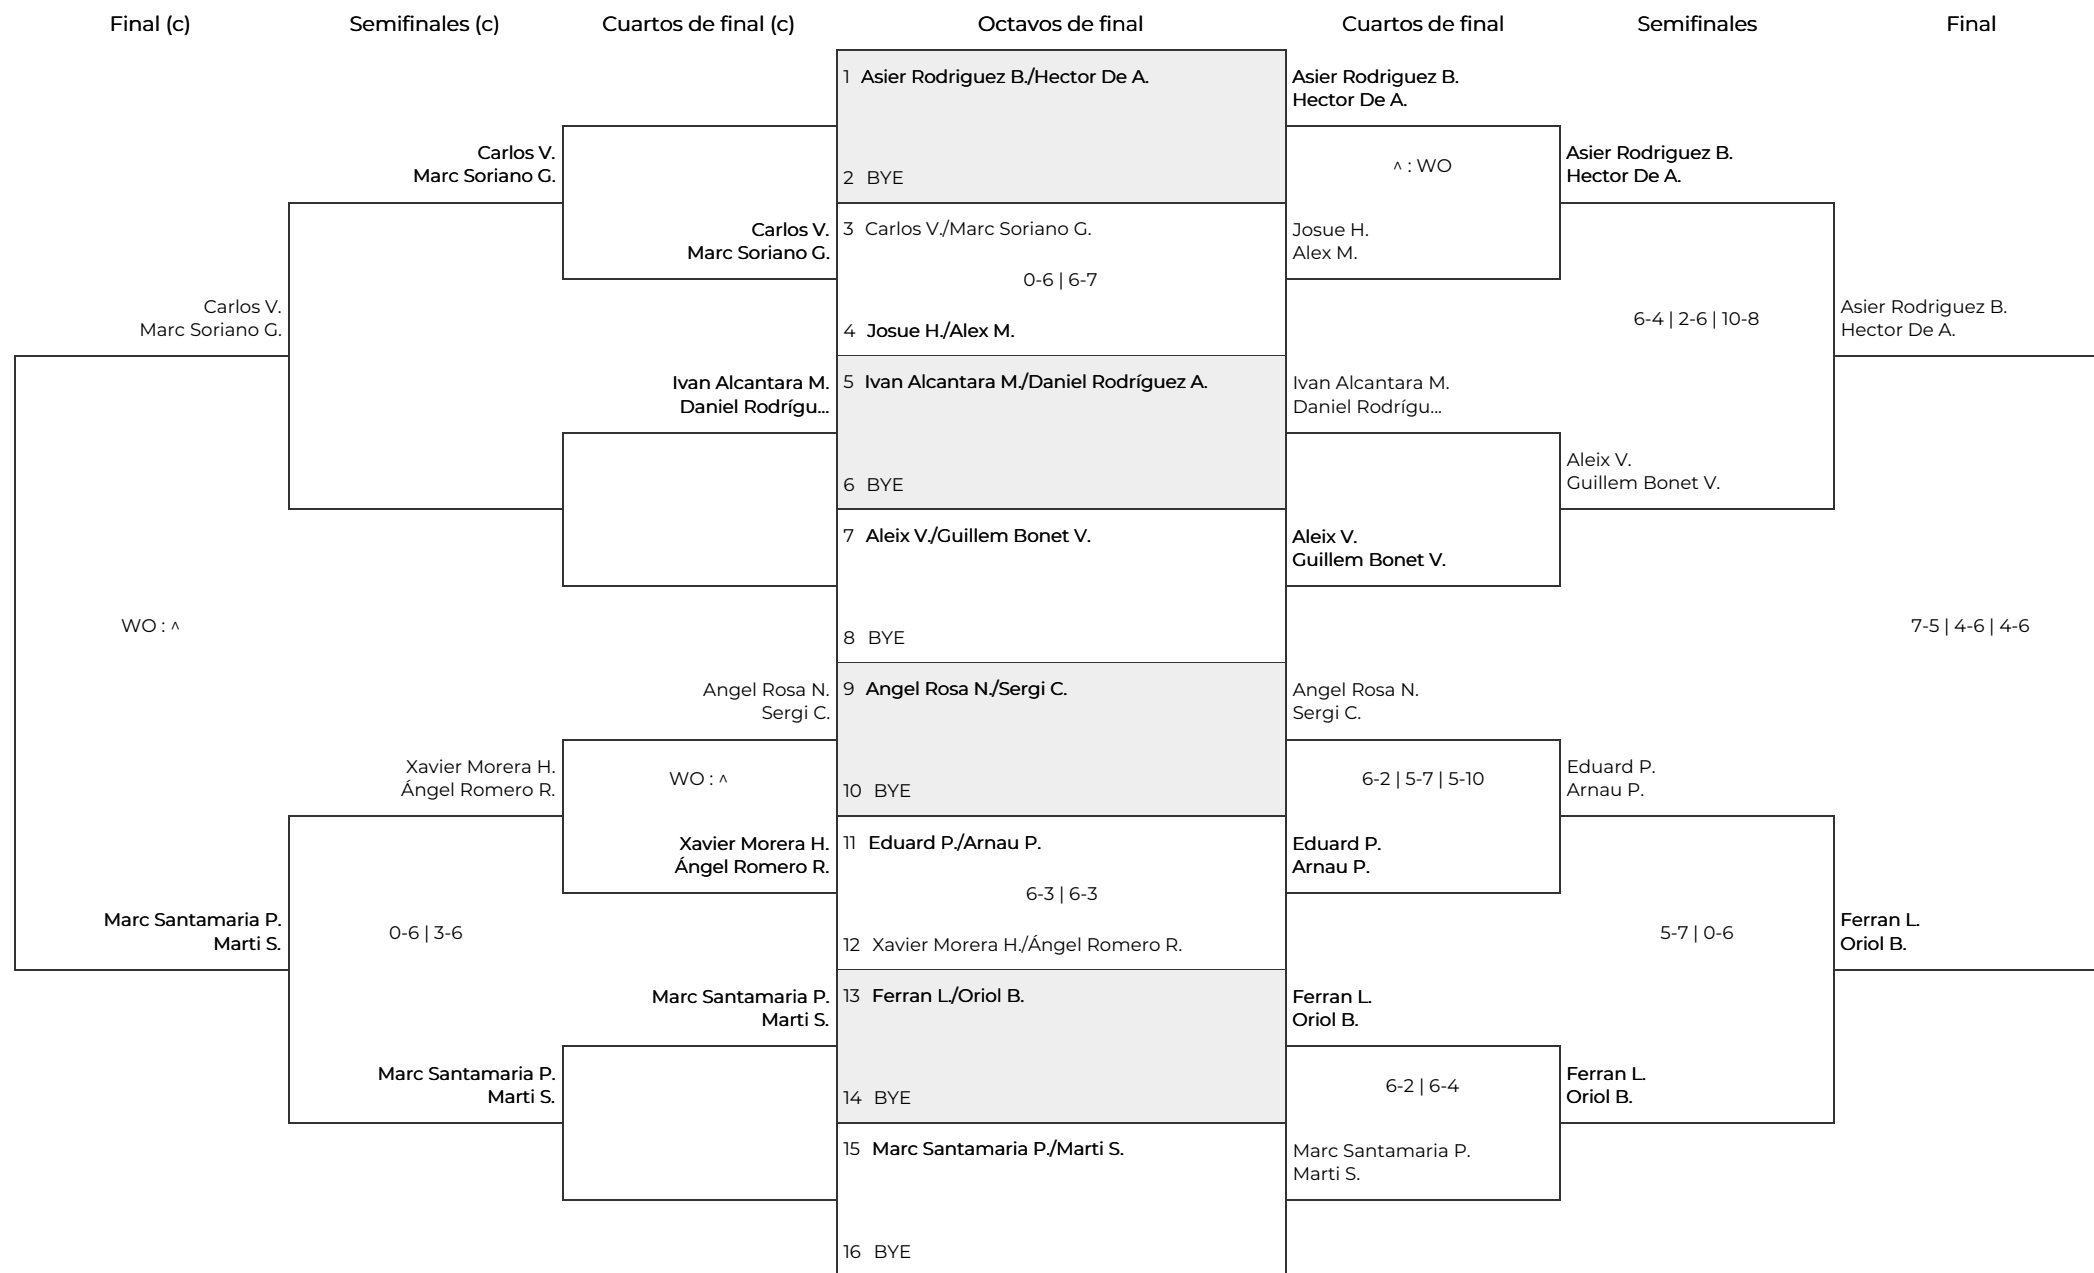 Final (c)
Semifinales (c)
Cuartos de final (c)
Octavos de final
Cuartos de final
Semifinales
Final
Carlos V.
Marc Soriano G.
WO : ^
Marc Santamaria P.
Marti S.
Carlos V.
Marc Soriano G.
Xavier Morera H.
Ángel Romero R.
0-6 | 3-6
Marc Santamaria P.
Marti S.
Carlos V.
Marc Soriano G.
Ivan Alcantara M.
Daniel Rodrígu...
Angel Rosa N.
Sergi C.
WO : ^
Xavier Morera H.
Ángel Romero R.
Marc Santamaria P.
Marti S.
1 Asier Rodriguez B./Hector De A.
2 BYE
3 Carlos V./Marc Soriano G.
0-6 | 6-7
4 Josue H./Alex M.
5 Ivan Alcantara M./Daniel Rodríguez A.
6 BYE
7 Aleix V./Guillem Bonet V.
8 BYE
9 Angel Rosa N./Sergi C.
10 BYE
11 Eduard P./Arnau P.
6-3 | 6-3
12 Xavier Morera H./Ángel Romero R.
13 Ferran L./Oriol B.
14 BYE
15 Marc Santamaria P./Marti S.
16 BYE
Asier Rodriguez B.
Hector De A.
^ : WO
Josue H.
Alex M.
Ivan Alcantara M.
Daniel Rodrígu...
Aleix V.
Guillem Bonet V.
Angel Rosa N.
Sergi C.
6-2 | 5-7 | 5-10
Eduard P.
Arnau P.
Ferran L.
Oriol B.
6-2 | 6-4
Marc Santamaria P.
Marti S.
Asier Rodriguez B.
Hector De A.
6-4 | 2-6 | 10-8
Aleix V.
Guillem Bonet V.
Eduard P.
Arnau P.
5-7 | 0-6
Ferran L.
Oriol B.
Asier Rodriguez B.
Hector De A.
7-5 | 4-6 | 4-6
Ferran L.
Oriol B.